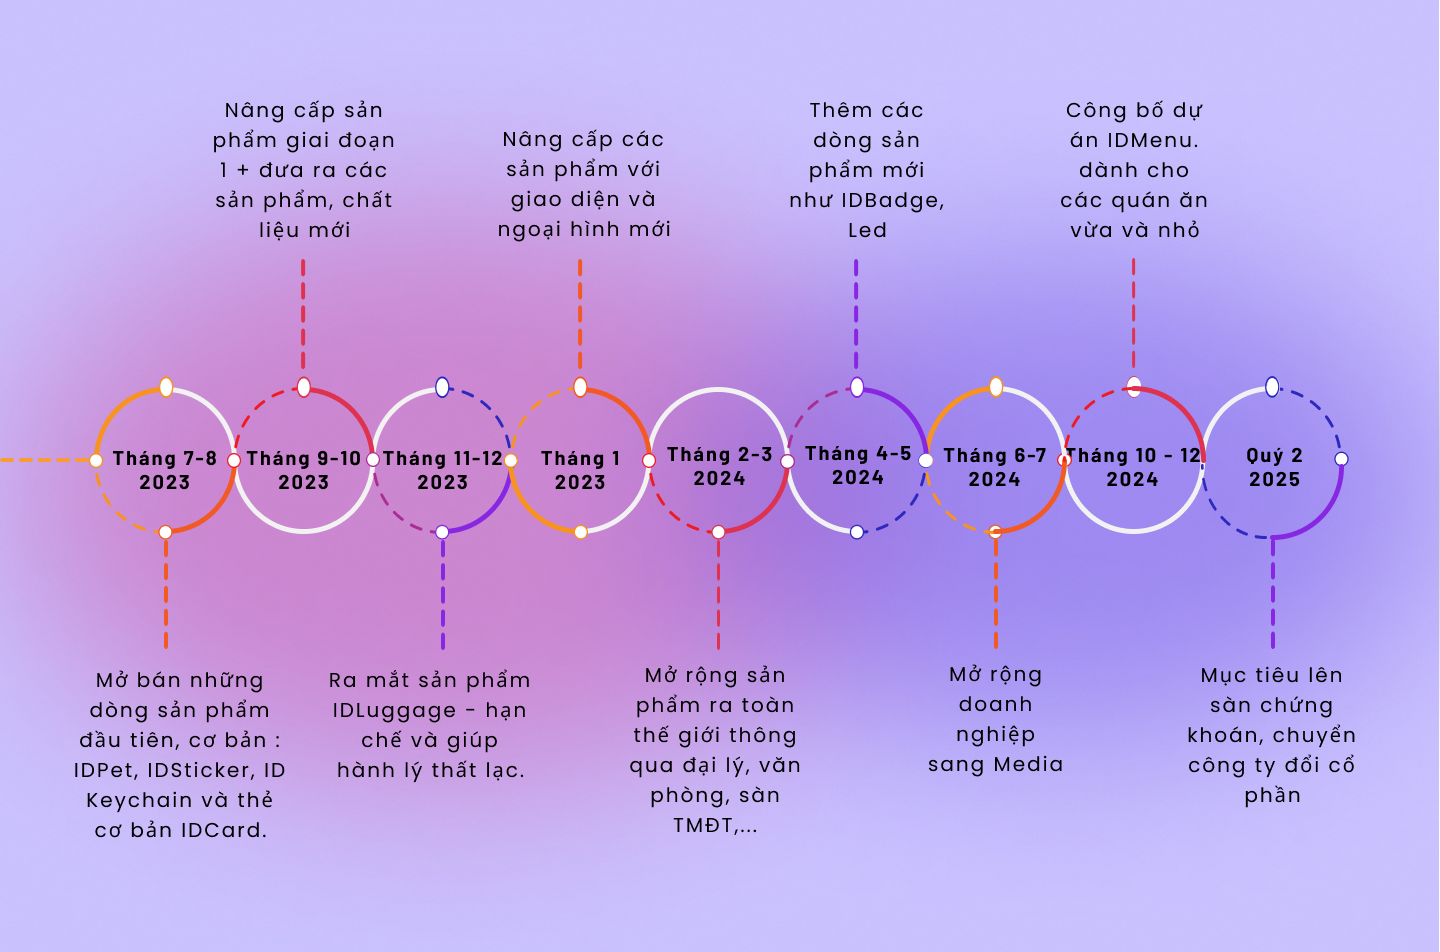 Nâng cấp sản
phẩm giai đoạn
1 + đưa ra các
sản phẩm, chất
liệu mới
Nâng cấp các
sản phẩm với
giao diện và
ngoại hình mới
Thêm các
dòng sản
phẩm mới
như IDBadge,
Led
Công bố dự
án IDMenu.
dành cho
các quán ăn
vừa và nhỏ
Tháng 7-8
2023
Tháng 9-10
2023
Tháng 11-12
2023
Tháng 1
2023
Tháng 2-3
2024
Tháng 4-5
2024
Tháng 6-7
2024
Tháng 10 - 12
2024
Quý 2
2025
Mở bán những
dòng sản phẩm
đầu tiên, cơ bản :
IDPet, IDSticker, ID
Keychain và thẻ
cơ bản IDCard.
Ra mắt sản phẩm
IDLuggage - hạn
chế và giúp
hành lý thất lạc.
Mở rộng sản
phẩm ra toàn
thế giới thông
qua đại lý, văn
phòng, sàn
TMĐT,...
Mở rộng
doanh
nghiệp
sang Media
Mục tiêu lên
sàn chứng
khoán, chuyển
công ty đổi cổ
phần